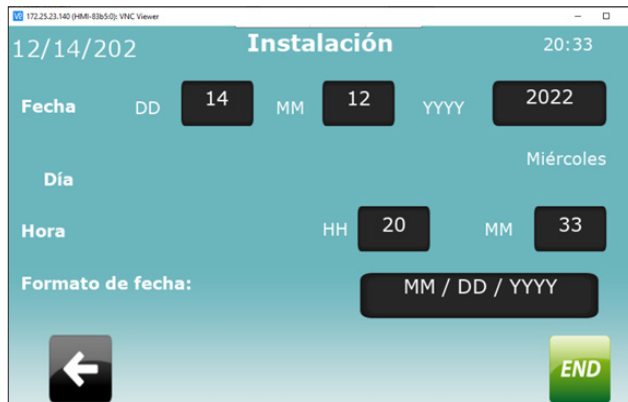 172.25.23.140 (HMI-83b5:0): VNC Viewer
12/14/202 Instalación 20:33
Fecha DD 14 MM 12 YYYY 2022
Miércoles
Día
Hora HH 20 MM 33
Formato de fecha: MM / DD / YYYY
END